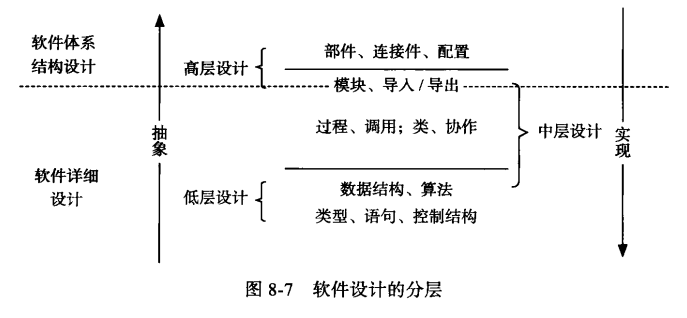 软件体系
结构设计
高层设计
部件、连接件、配置
模块、导入/导出
抽象
过程、调用；类、协作
中层设计
实现
软件详细
设计
低层设计
数据结构、算法
类型、语句、控制结构
图 8-7 软件设计的分层